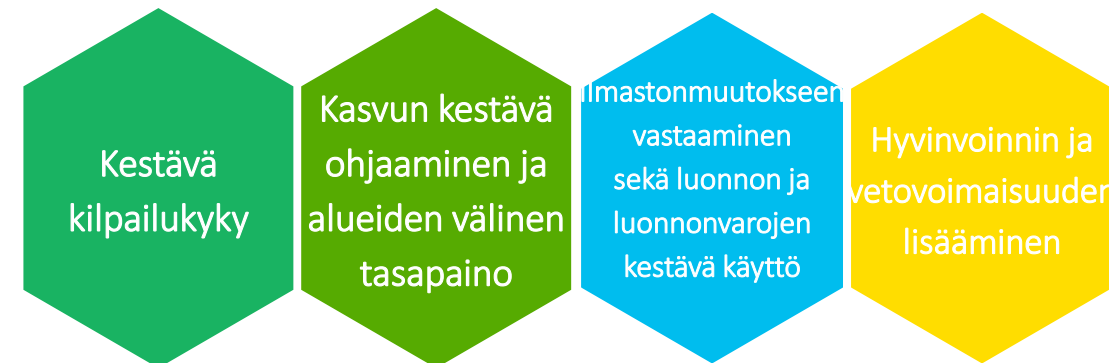 Kestävä
kilpailukyky
Kasvun kestävä
ohjaaminen ja
alueiden välinen
tasapaino
Ilmastonmuutokseen
vastaaminen
sekä luonnon ja
luonnonvarojen
kestävä käyttö
Hyvinvoinnin ja
vetovoimaisuuden
lisääminen